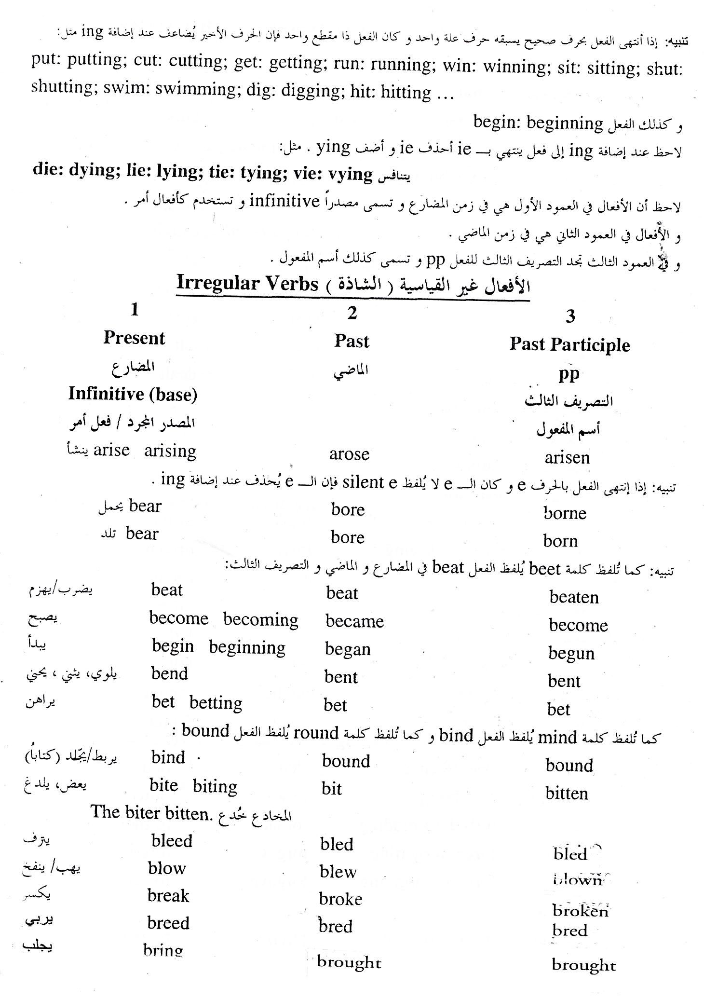 تنبيه: إذا أنتهى الفعل بحرف صحيح يسبقه حرف علة واحد و كان الفعل ذا مقطع واحد فإن الحرف الأخير يُضاعف عند إضافة ing مثل:
put: putting; cut: cutting; get: getting; run: running; win: winning; sit: sitting; shut:
shutting; swim: swimming; dig: digging; hit: hitting …
و كذلك الفعل begin: beginning
لاحظ عند إضافة ing إلى فعل ينتهي بـــ ie أحذف ie و أضف ying . مثل:
die: dying; lie: lying; tie: tying; vie: vying يتنافس
لاحظ أن الأفعال في العمود الأول هي في زمن المضارع و تسمى مصدراً infinitive و تستخدم كأفعال أمر .
و الأفعال في العمود الثاني هي في زمن الماضي .
و في العمود الثالث تجد التصريف الثالث للفعل pp و تسمى كذلك أسم المفعول .
الأفعال غير القياسية ( الشاذة ) Irregular Verbs
1 2 3
Present Past Past Participle
المضارع الماضي pp
Infinitive (base) التصريف الثالث
المصدر المجرد / فعل أمر أسم المفعول
ينشأ arise arising arose arisen
تنبيه: إذا إنتهى الفعل بالحرف e و كان الـــ e لا يُلفظ silent e فإن الـــ e يُحذف عند إضافة ing .
يحمل bear bore borne
تلد bear bore born
تنبيه: كما تُلفظ كلمة beet يُلفظ الفعل beat في المضارع و الماضي و التصريف الثالث:
يضرب/يهزم beat beat beaten
يصبح become becoming became become
يبدأ begin beginning began begun
يلوي، يثني ، يحني bend bent bent
يراهن bet betting bet bet
كما تُلفظ كلمة mind يُلفظ الفعل bind و كما تُلفظ كلمة round يُلفظ الفعل bound :
يربط/يجّلد (كتاباً) bind bound bound
يعض، يلدغ bite biting bit bitten
The biter bitten. المخادع خُدع
يترف bleed bled bled
يهب/ ينفخ blow blew blown
يكسر break broke broken
يربي breed bred bred
يجلب bring brought brought